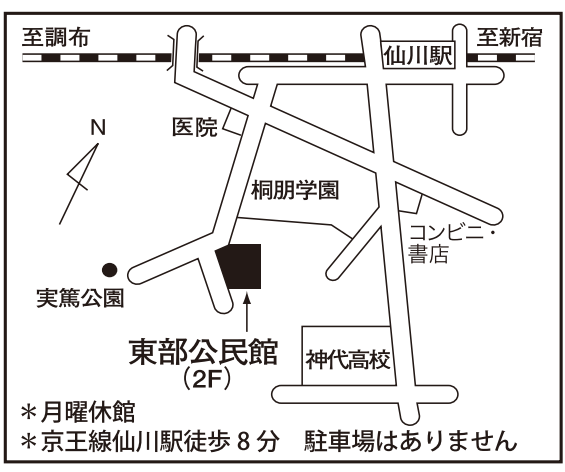 至調布
仙川駅
至新宿
医院
N
桐朋学園
コンビニ・
書店
実篤公園
東部公民館
(2F)
神代高校
＊月曜休館
＊京王線仙川駅徒歩8分　駐車場はありません